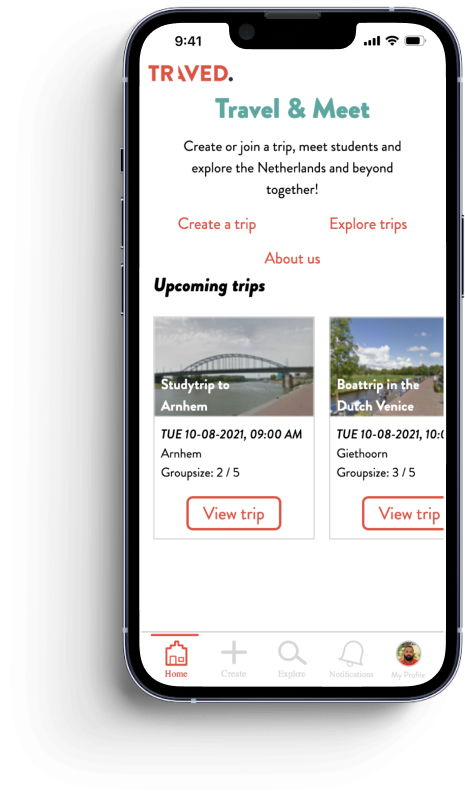 9:41
TRAVED.
Travel & Meet
Create or join a trip, meet students and
explore the Netherlands and beyond
together!
Create a trip
Explore trips
About us
Upcoming trips
Studytrip to
Arnhem
TUE 10-08-2021, 09:00 AM
Arnhem
Groupsize: 2 / 5
View trip
Boattrip in the
Dutch Venice
TUE 10-08-2021, 10:0
Giethoorn
Groupsize: 3 / 5
View trip
Home
Create
Explore
Notifications
My Profile